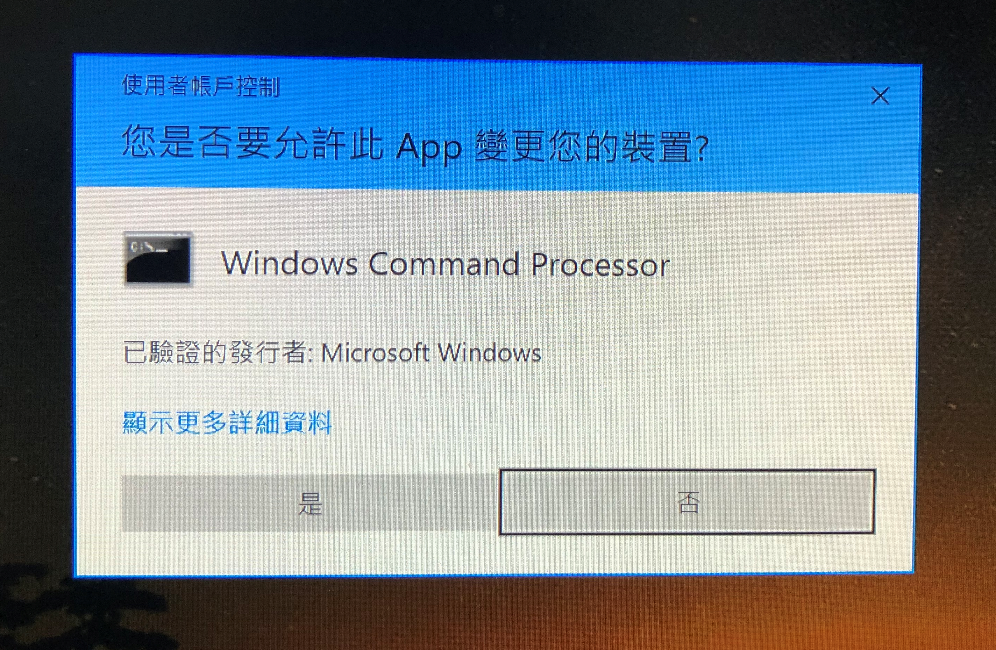 使用者帳戶控制
您是否要允許此 App 變更您的裝置?
C:\_
Windows Command Processor
已驗證的發行者: Microsoft Windows
顯示更多詳細資料
是
否